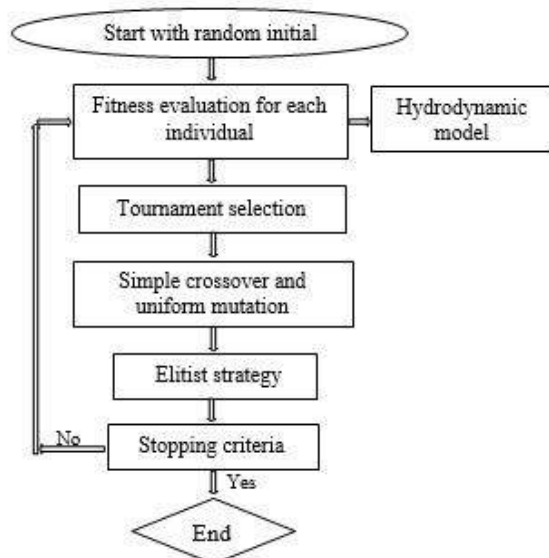 Start with random initial
Fitness evaluation for each
individual
Hydrodynamic
model
Tournament selection
Simple crossover and
uniform mutation
Elitist strategy
No
Stopping criteria
Yes
End